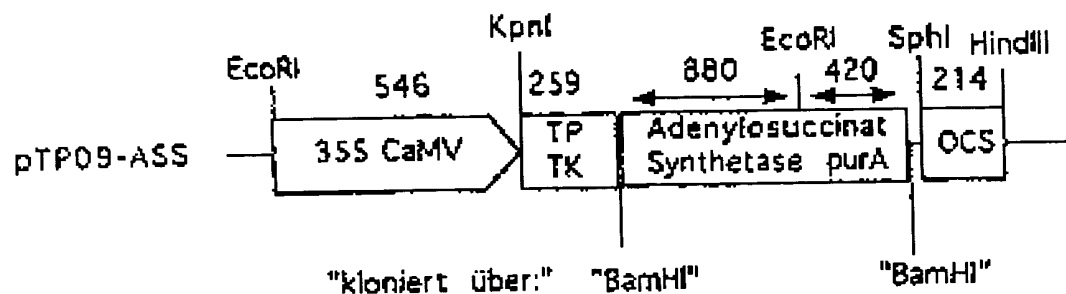 KpnI
EcoRI SphI HindIII
EcoRI 546 259 880 420 214
pTP09-ASS 35S CaMV TP TK Adenylosuccinat Synthetase purA OCS
"kloniert über:" "BamHI" "BamHI"